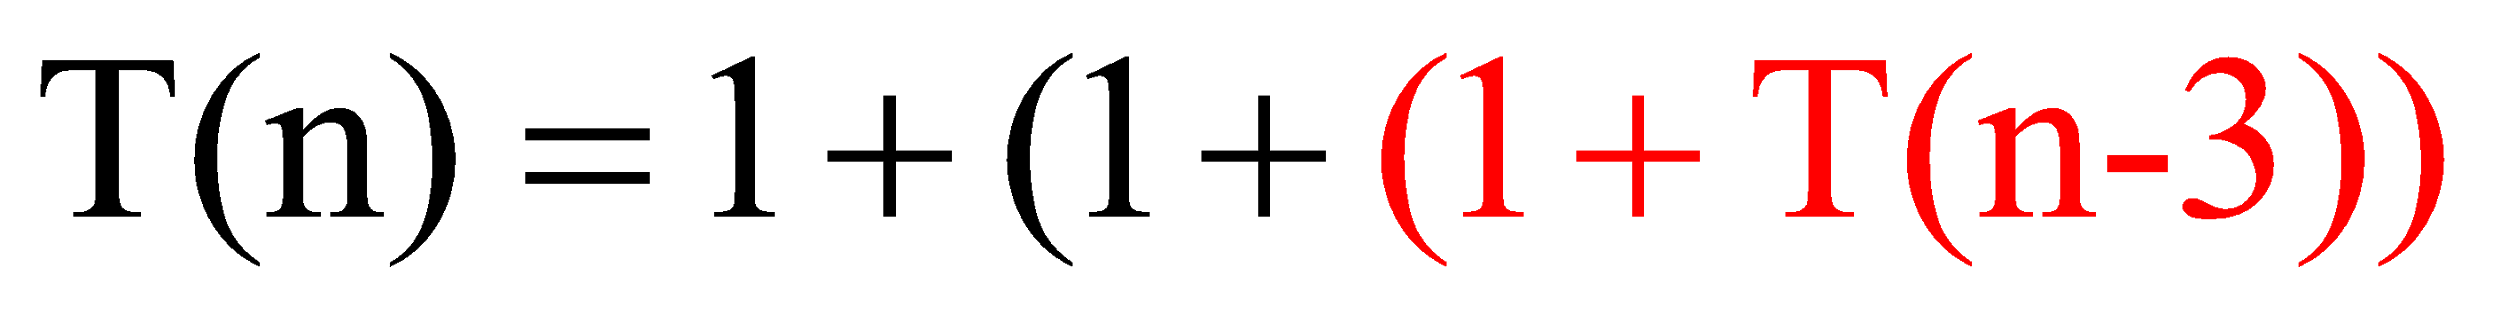 T(n) = 1 + (1 + (1 + T(n-3))